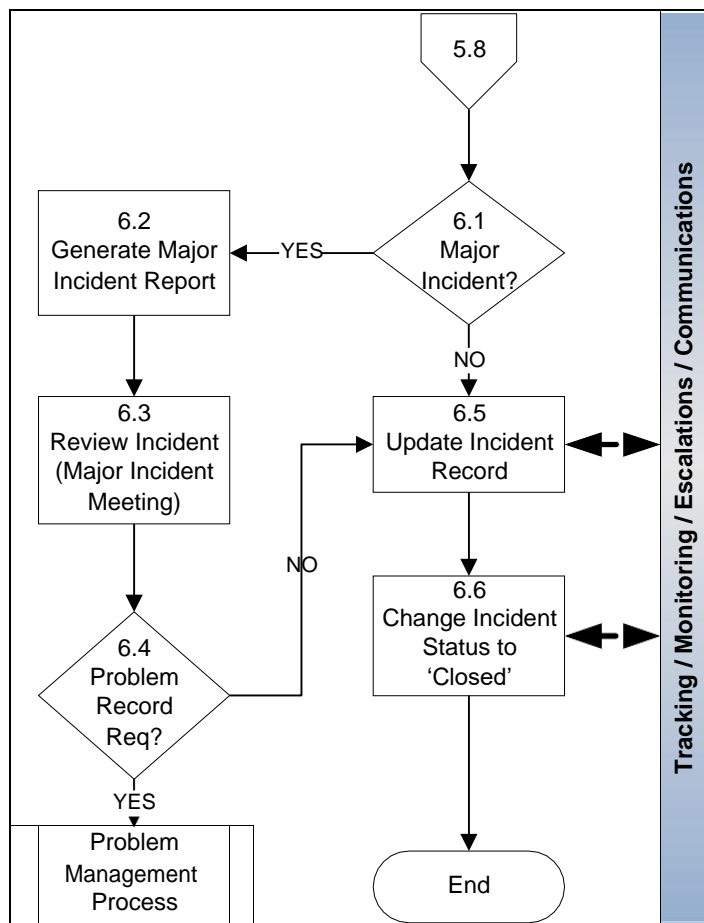 5.8
6.1
Major
Incident?
YES
6.2
Generate Major
Incident Report
NO
6.3
Review Incident
(Major Incident
Meeting)
6.5
Update Incident
Record
NO
6.4
Problem
Record
Req?
6.6
Change Incident
Status to
‘Closed’
YES
Problem
Management
Process
End
Tracking / Monitoring / Escalations / Communications